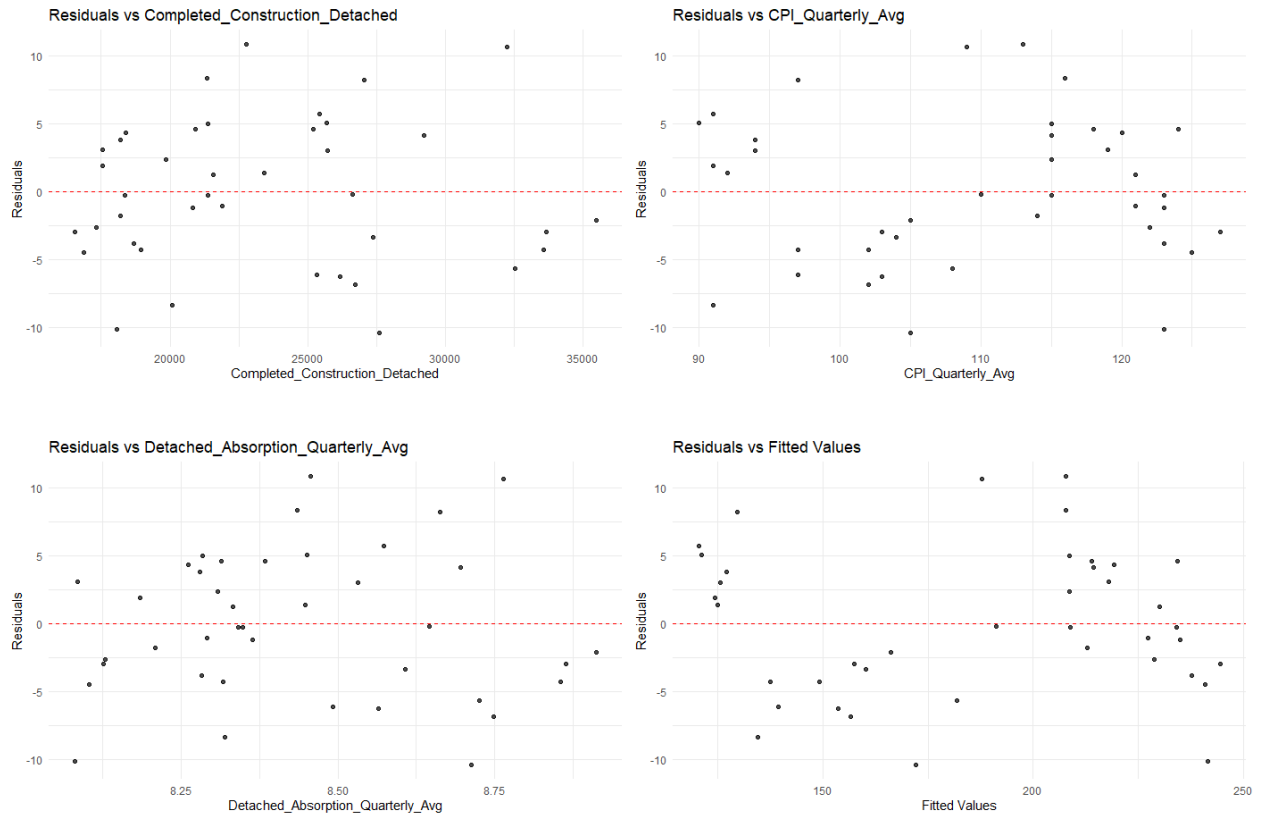 Residuals vs Completed_Construction_Detached
10
5
0
-5
-10
Residuals
20000 25000 30000 35000
Completed_Construction_Detached
Residuals vs CPI_Quarterly_Avg
10
5
0
-5
-10
Residuals
90 100 110 120
CPI_Quarterly_Avg
Residuals vs Detached_Absorption_Quarterly_Avg
10
5
0
-5
-10
Residuals
8.25 8.50 8.75
Detached_Absorption_Quarterly_Avg
Residuals vs Fitted Values
10
5
0
-5
-10
Residuals
150 200 250
Fitted Values